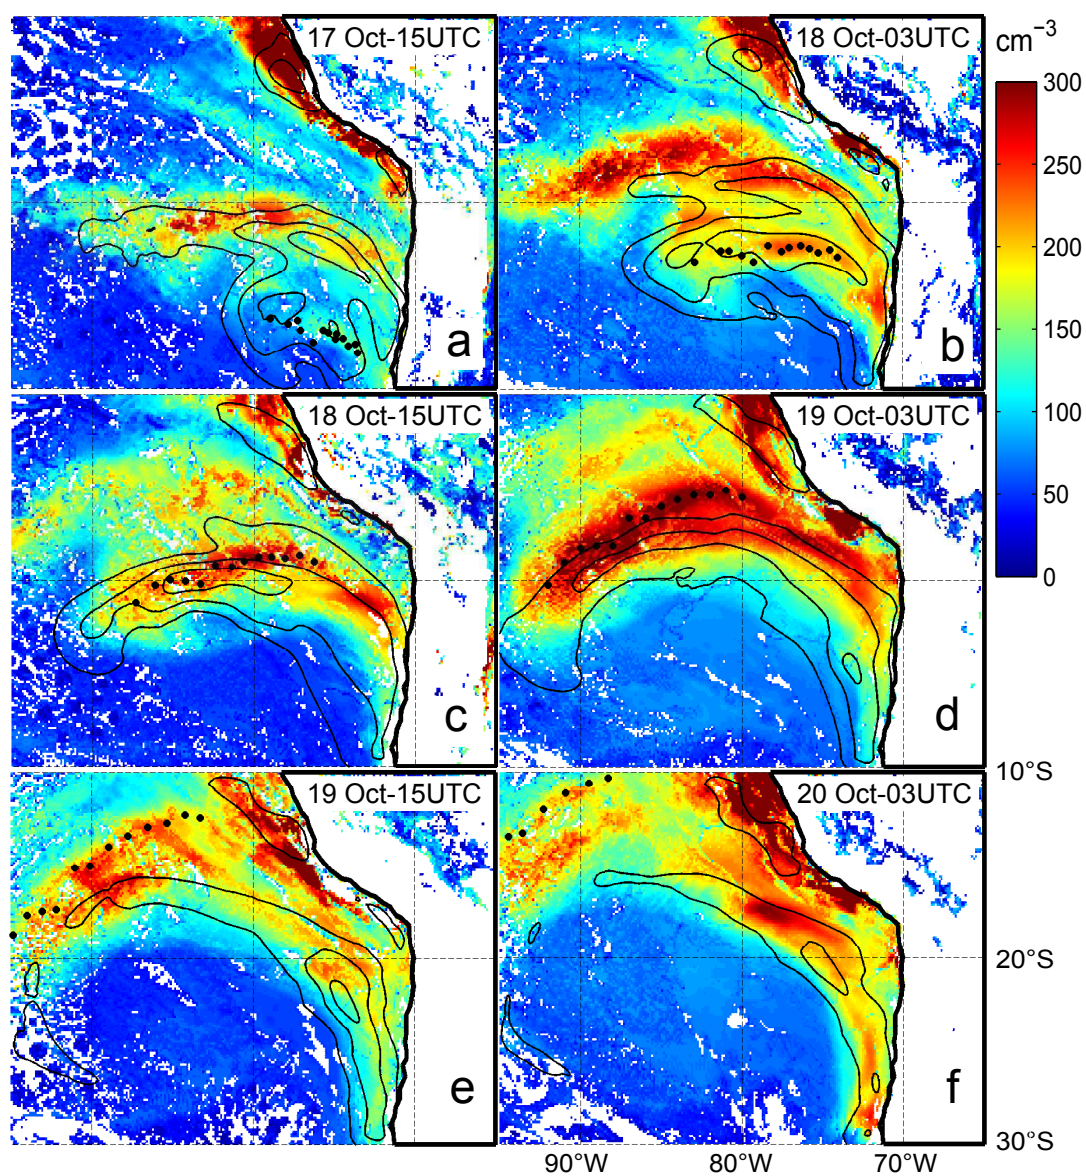 17 Oct-15UTC
18 Oct-03UTC
cm−3
300
250
200
150
100
50
0
a
b
18 Oct-15UTC
19 Oct-03UTC
c
d
10°S
19 Oct-15UTC
20 Oct-03UTC
20°S
e
f
30°S
90°W
80°W
70°W